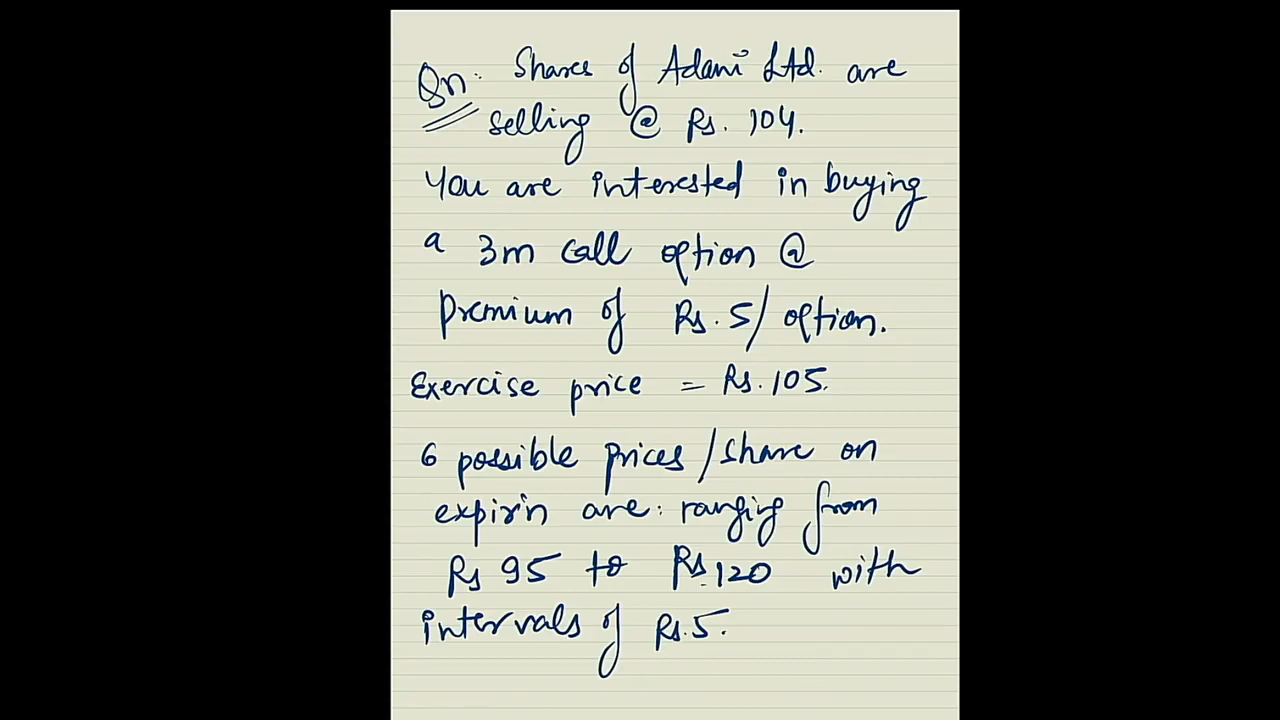 Qn: Shares of Adani Ltd. are
selling @ Rs. 104.
You are interested in buying
a 3m call option @
premium of Rs. 5/ option.
Exercise price = Rs. 105.
6 possible prices / share on
expir'n are: ranging from
Rs 95 to Rs. 120 with
intervals of Rs. 5.